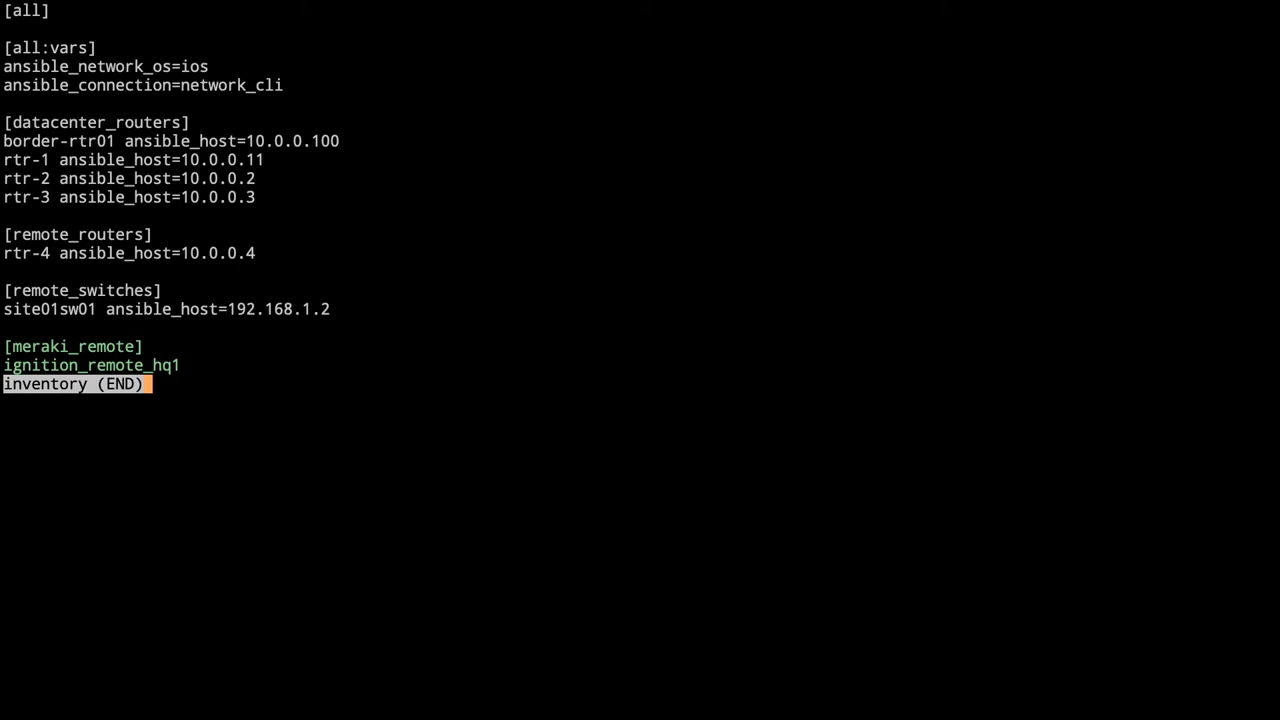 [all]
[all:vars]
ansible_network_os=ios
ansible_connection=network_cli
[datacenter_routers]
border-rtr01 ansible_host=10.0.0.100
rtr-1 ansible_host=10.0.0.11
rtr-2 ansible_host=10.0.0.2
rtr-3 ansible_host=10.0.0.3
[remote_routers]
rtr-4 ansible_host=10.0.0.4
[remote_switches]
site01sw01 ansible_host=192.168.1.2
[meraki_remote]
ignition_remote_hq1
inventory (END)